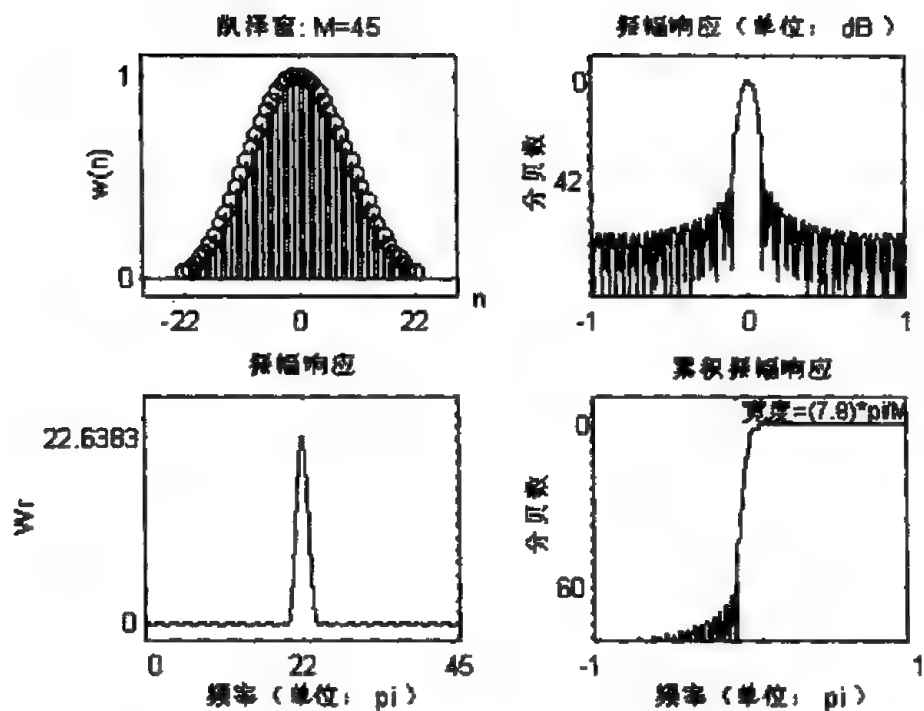 凯泽窗: M=45
1
w(n)
0
-22
0
22
n
振幅响应（单位： dB）
0
分贝数
42
-1
0
1
振幅响应
22.6383
Wr
0
0
22
45
频率（单位： pi）
累积振幅响应
宽度=(7.8)*pi/M
0
分贝数
60
-1
1
频率（单位： pi）